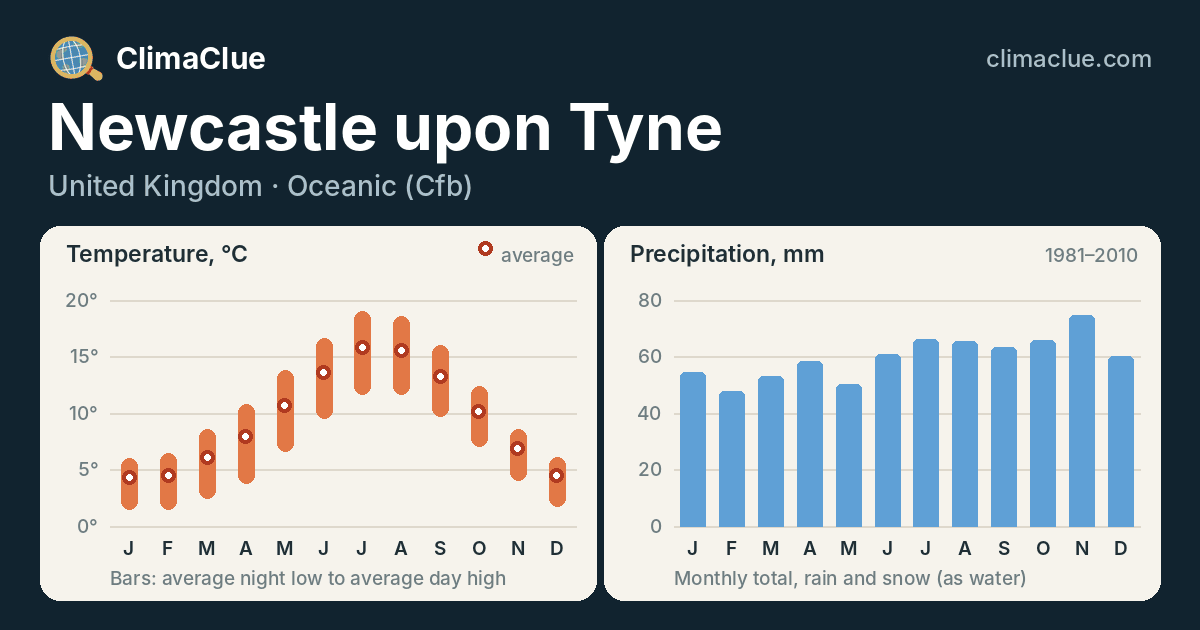 ClimaClue
climaclue.com
Newcastle upon Tyne
United Kingdom · Oceanic (Cfb)
Temperature, °C
average
20°
15°
10°
5°
0°
J F M A M J J A S O N D
Bars: average night low to average day high
Precipitation, mm
1981–2010
80
60
40
20
0
J F M A M J J A S O N D
Monthly total, rain and snow (as water)